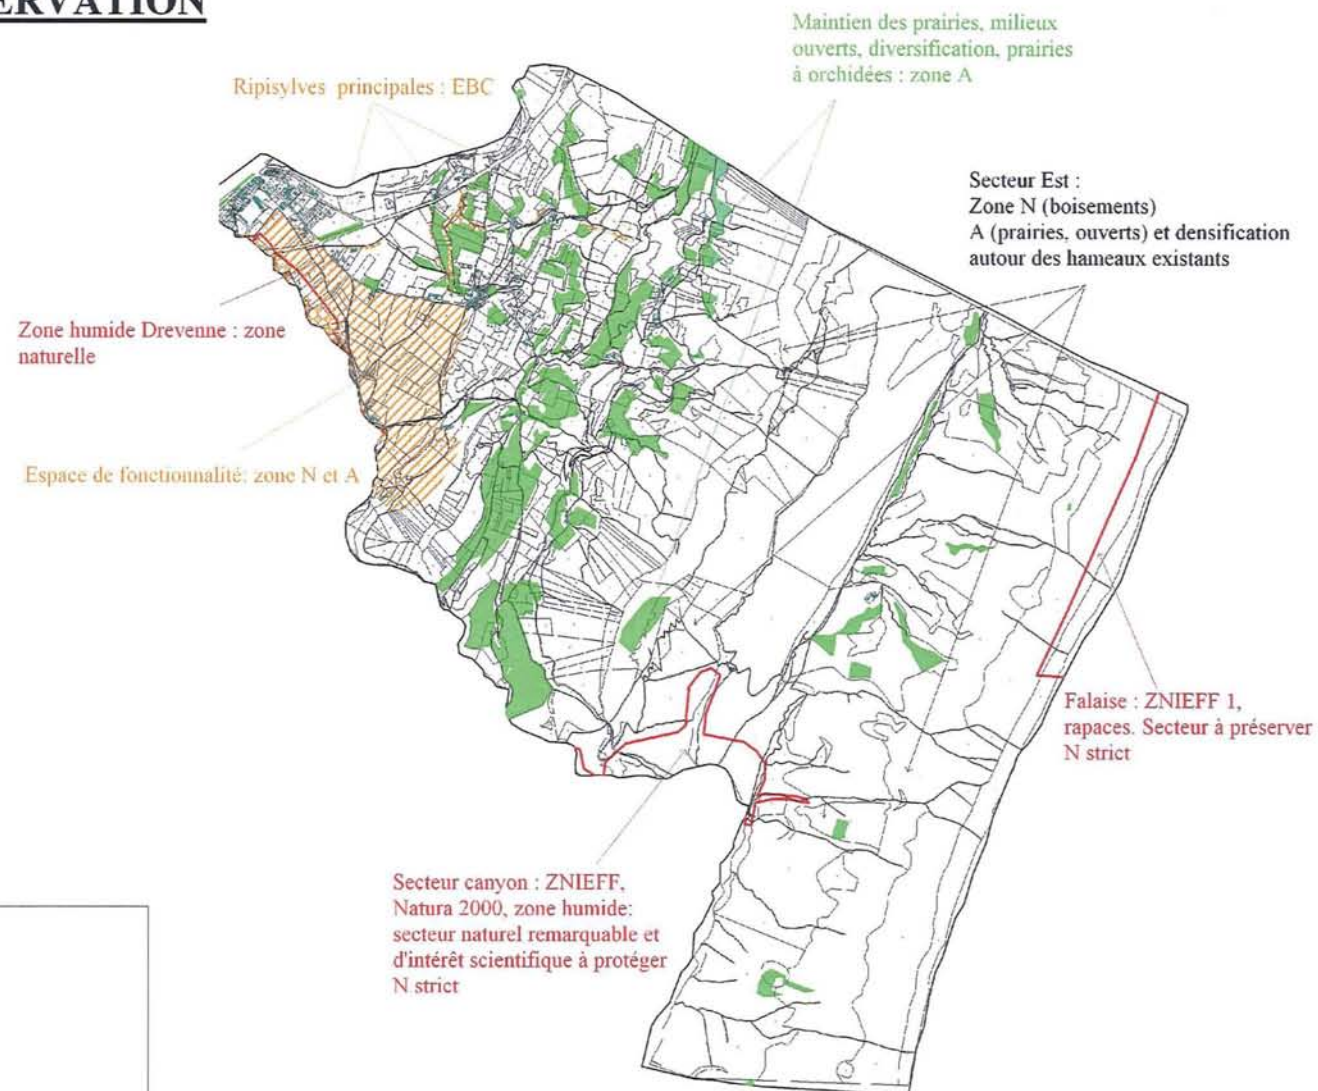 ERVATION
Maintien des prairies, milieux
ouverts, diversification, prairies
à orchidées : zone A
Ripisylves principales : EBC
Secteur Est :
Zone N (boisements)
A (prairies, ouverts) et densification
autour des hameaux existants
Zone humide Drevenne : zone
naturelle
Espace de fonctionnalité: zone N et A
Falaise : ZNIEFF 1,
rapaces. Secteur à préserver
N strict
Secteur canyon : ZNIEFF,
Natura 2000, zone humide:
secteur naturel remarquable et
d'intérêt scientifique à protéger
N strict